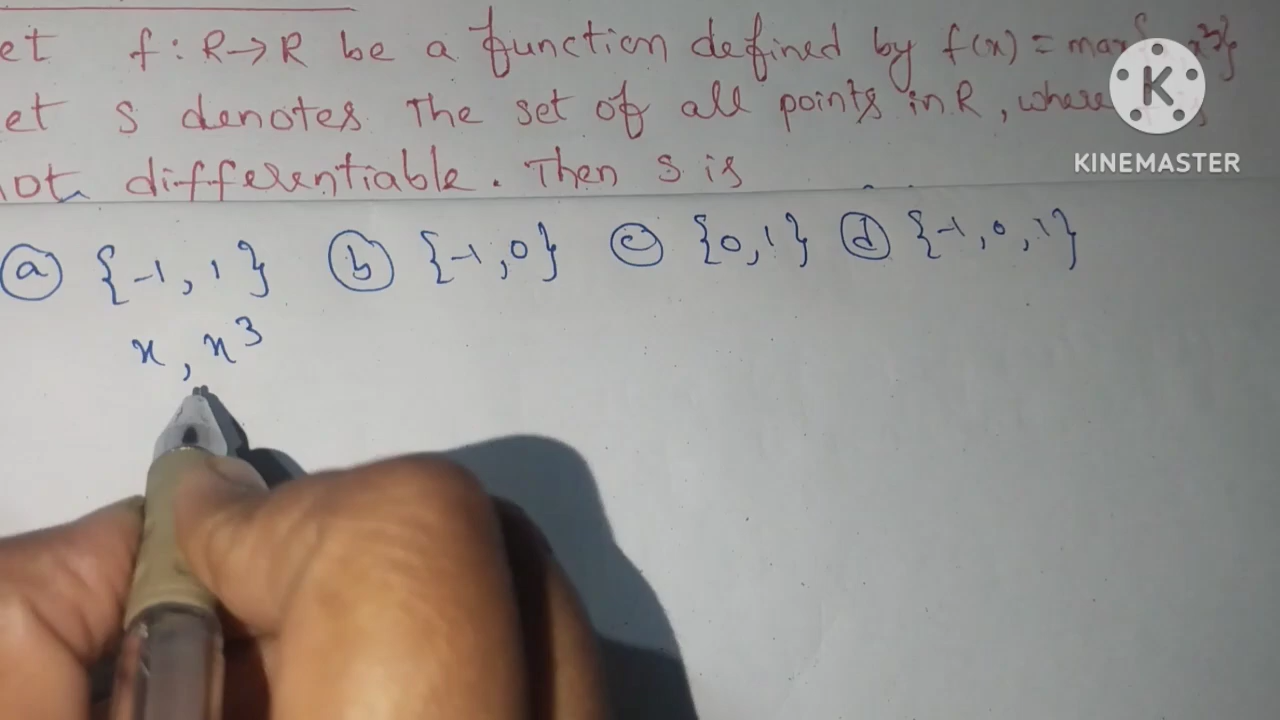 et f : R→R be a function defined by f(x) = max{ x³}
et S denotes The set of all points in R, where
not differentiable. Then S is
KINEMASTER
ⓐ {-1, 1} ⓑ {-1, 0} ⓒ {0, 1} ⓓ {-1, 0, 1}
x, x³